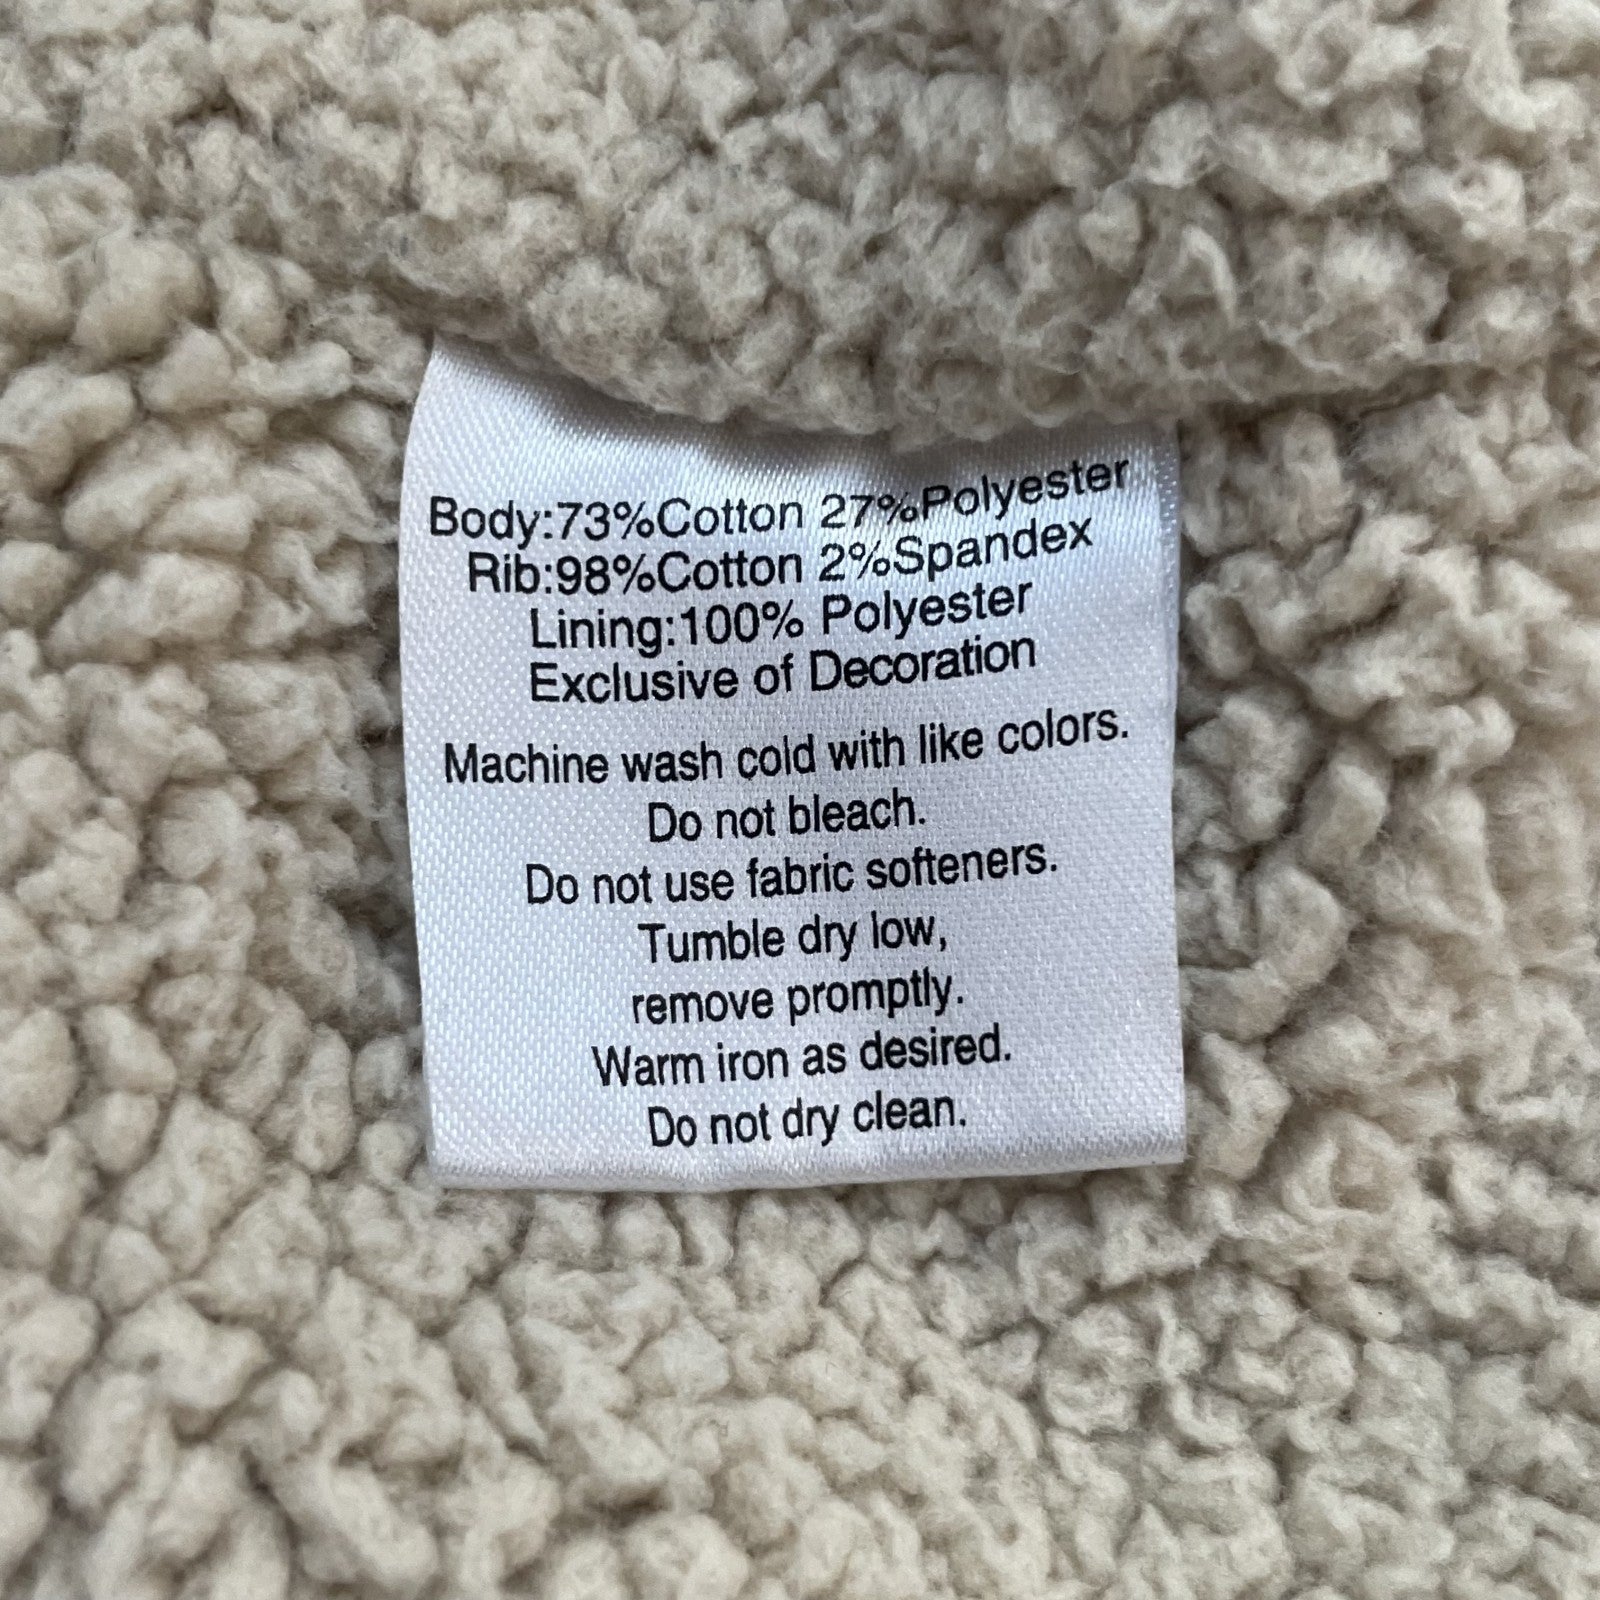 Body:73%Cotton 27%Polyester
Rib:98%Cotton 2%Spandex
Lining:100% Polyester
Exclusive of Decoration
Machine wash cold with like colors.
Do not bleach.
Do not use fabric softeners.
Tumble dry low,
remove promptly.
Warm iron as desired.
Do not dry clean.